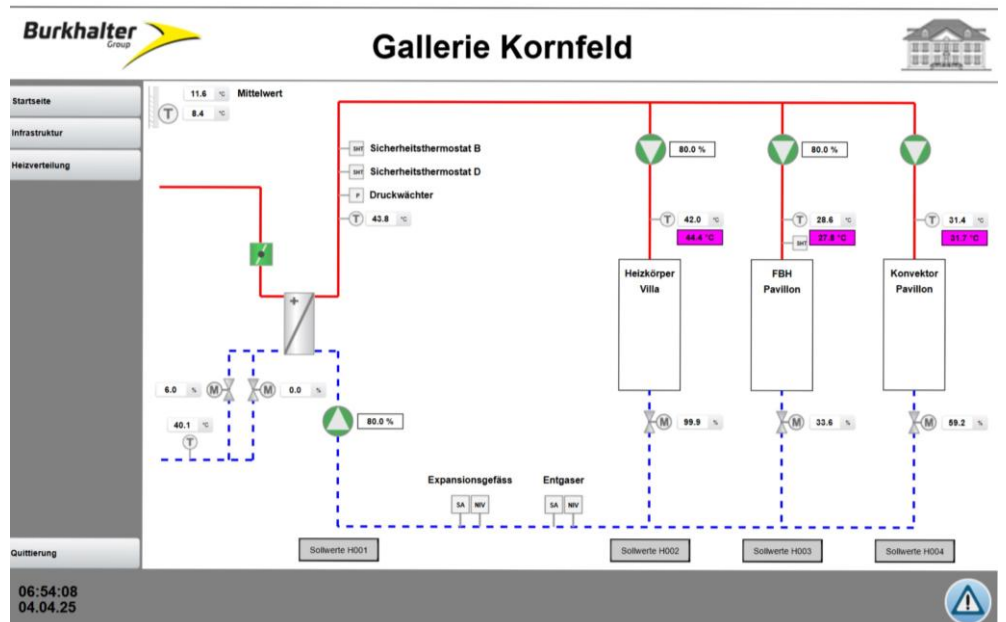 Burkhalter
Group
Gallerie Kornfeld
Startseite
Infrastruktur
Heizverteilung
Quittierung
11.6 °C Mittelwert
T 8.4 °C
SHT Sicherheitsthermostat B
SHT Sicherheitsthermostat D
P Druckwächter
T 43.8 °C
80.0 %
80.0 %
T 42.0 °C
44.4 °C
T 28.6 °C
SHT 27.8 °C
T 31.4 °C
31.7 °C
+
Heizkörper
Villa
FBH
Pavillon
Konvektor
Pavillon
6.0 % M
M 0.0 %
40.1 °C
T
80.0 %
M 99.9 %
M 33.6 %
M 59.2 %
Expansionsgefäss
SA NIV
Entgaser
SA NIV
Sollwerte H001
Sollwerte H002
Sollwerte H003
Sollwerte H004
06:54:08
04.04.25